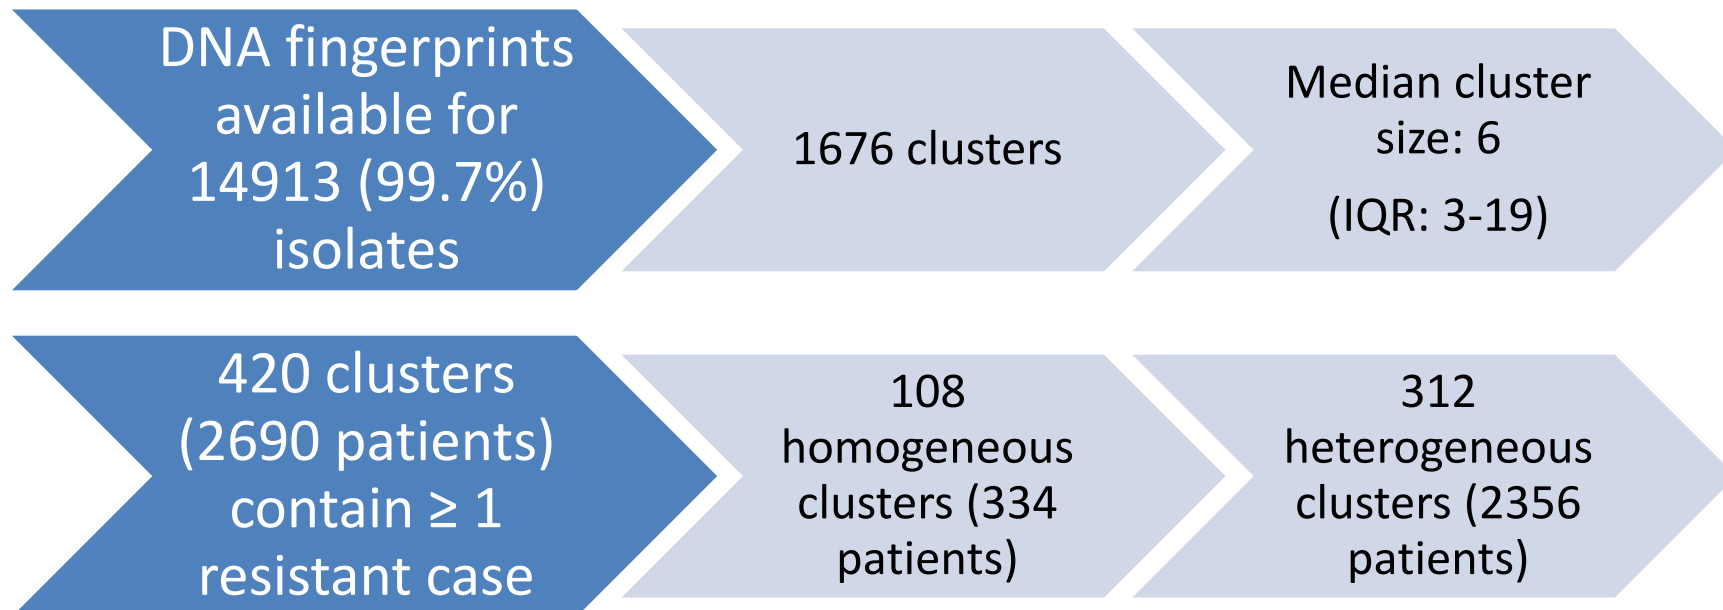 DNA fingerprints
available for
14913 (99.7%)
isolates
1676 clusters
Median cluster
size: 6
(IQR: 3-19)
420 clusters
(2690 patients)
contain ≥ 1
resistant case
108
homogeneous
clusters (334
patients)
312
heterogeneous
clusters (2356
patients)